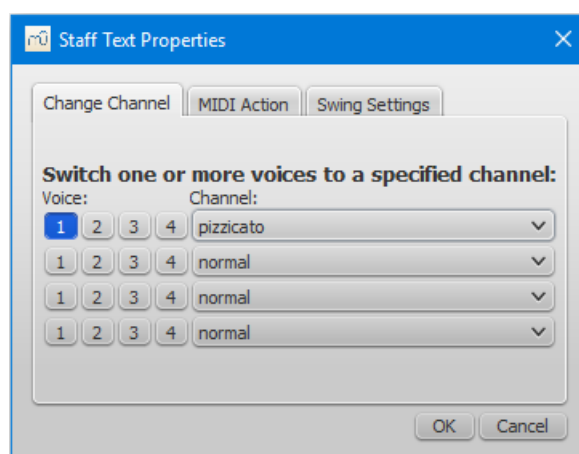 Staff Text Properties
Change Channel MIDI Action Swing Settings
Switch one or more voices to a specified channel:
Voice: Channel:
1 2 3 4 pizzicato
1 2 3 4 normal
1 2 3 4 normal
1 2 3 4 normal
OK Cancel